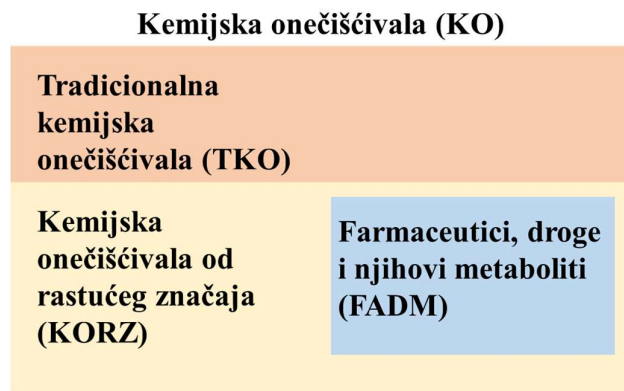 Kemijska onečišćivala (KO)
Tradicionalna
kemijska
onečišćivala (TKO)
Kemijska
onečišćivala od
rastućeg značaja
(KORZ)
Farmaceutici, droge
i njihovi metaboliti
(FADM)